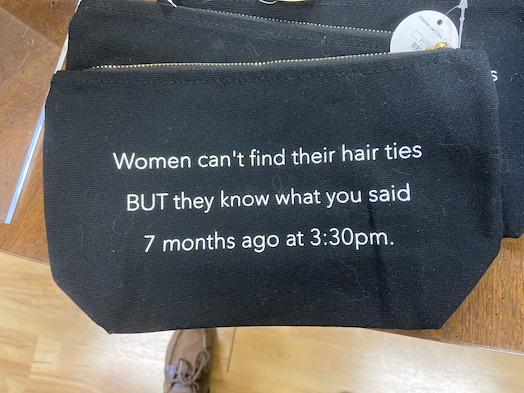 Women can't find their hair ties
BUT they know what you said
7 months ago at 3:30pm.
s